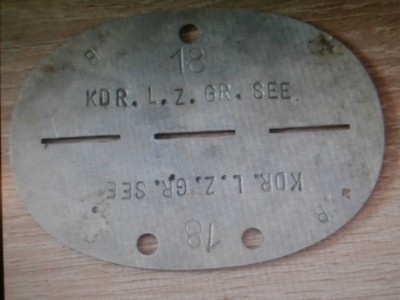 18
KDR. L. Z. GR. SEE.
KDR. L. Z. GR. SEE
18